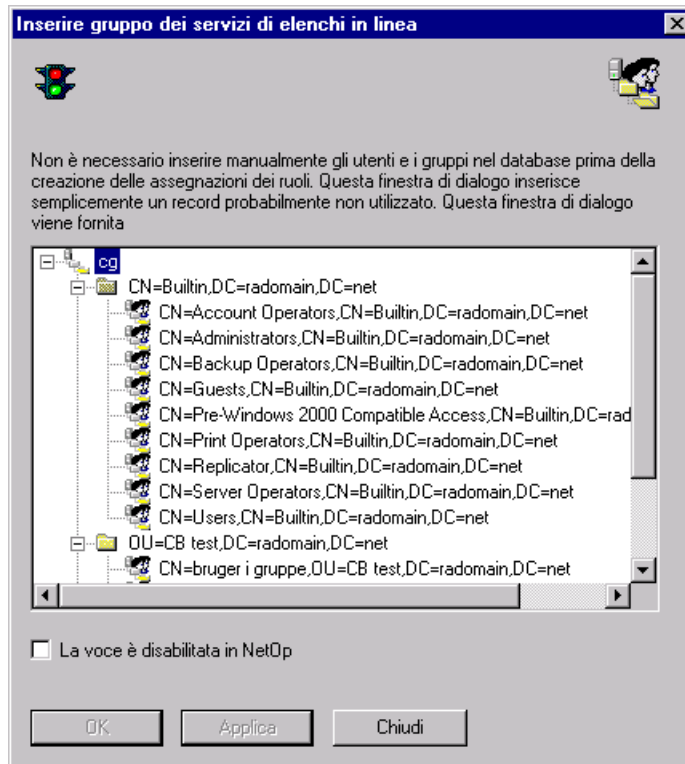 Inserire gruppo dei servizi di elenchi in linea
Non è necessario inserire manualmente gli utenti e i gruppi nel database prima della
creazione delle assegnazioni dei ruoli. Questa finestra di dialogo inserisce
semplicemente un record probabilmente non utilizzato. Questa finestra di dialogo
viene fornita
cg
CN=Builtin,DC=radomain,DC=net
CN=Account Operators,CN=Builtin,DC=radomain,DC=net
CN=Administrators,CN=Builtin,DC=radomain,DC=net
CN=Backup Operators,CN=Builtin,DC=radomain,DC=net
CN=Guests,CN=Builtin,DC=radomain,DC=net
CN=Pre-Windows 2000 Compatible Access,CN=Builtin,DC=rad
CN=Print Operators,CN=Builtin,DC=radomain,DC=net
CN=Replicator,CN=Builtin,DC=radomain,DC=net
CN=Server Operators,CN=Builtin,DC=radomain,DC=net
CN=Users,CN=Builtin,DC=radomain,DC=net
OU=CB test,DC=radomain,DC=net
CN=bruger i gruppe,OU=CB test,DC=radomain,DC=net
La voce è disabilitata in NetOp
OK Applica Chiudi